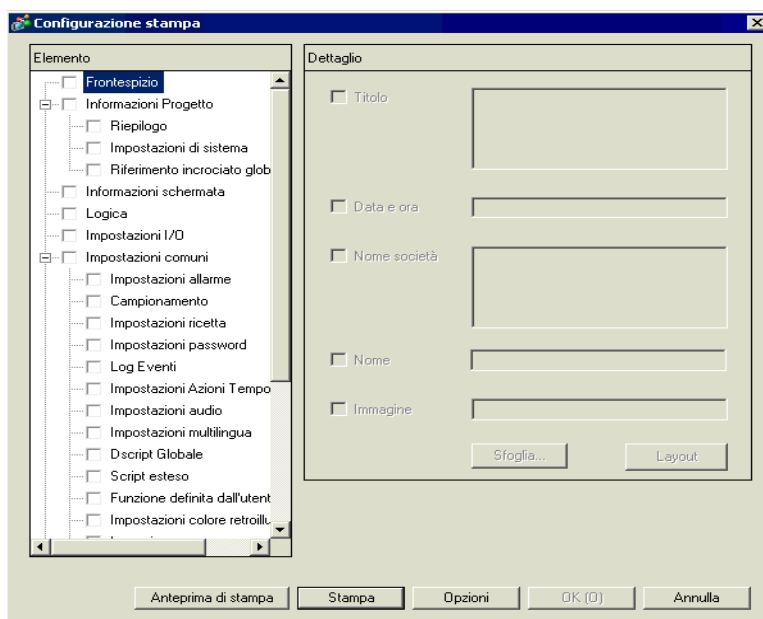 Configurazione stampa
Elemento
Frontespizio
Informazioni Progetto
Riepilogo
Impostazioni di sistema
Riferimento incrociato glob
Informazioni schermata
Logica
Impostazioni I/O
Impostazioni comuni
Impostazioni allarme
Campionamento
Impostazioni ricetta
Impostazioni password
Log Eventi
Impostazioni Azioni Tempo
Impostazioni audio
Impostazioni multilingua
Dscript Globale
Script esteso
Funzione definita dall'utent
Impostazioni colore retroillu
Dettaglio
Titolo
Data e ora
Nome società
Nome
Immagine
Sfoglia...
Layout
Anteprima di stampa
Stampa
Opzioni
OK (O)
Annulla